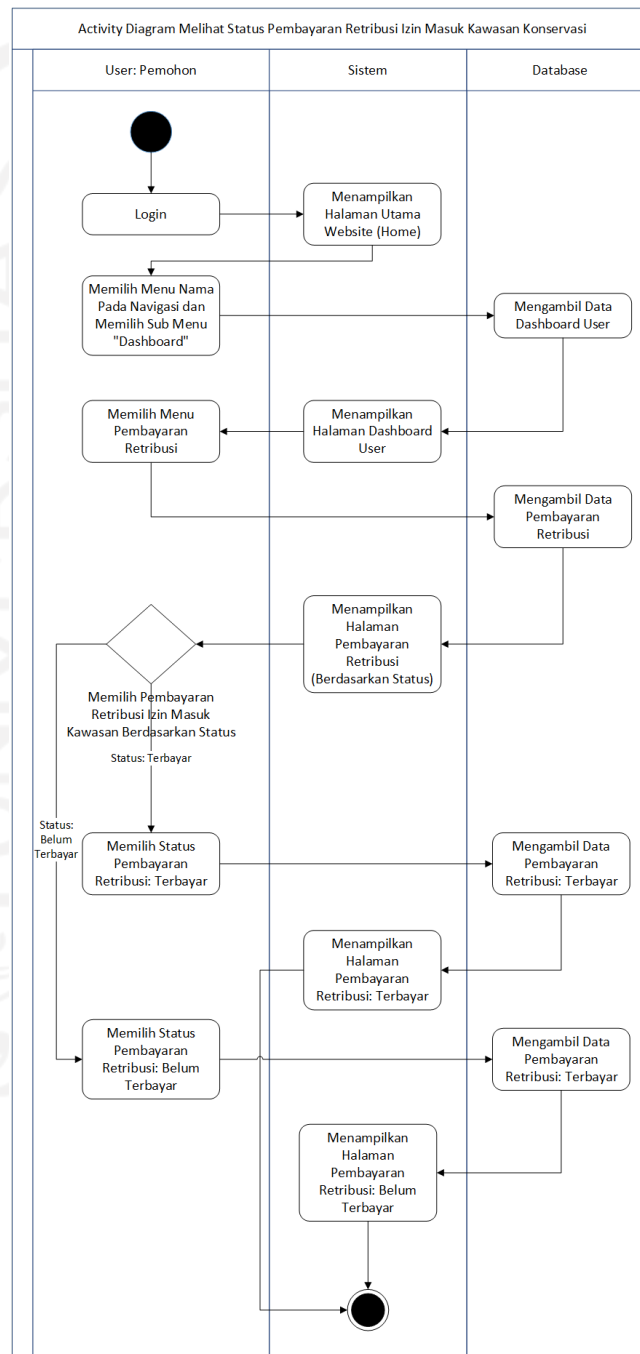 Activity Diagram Melihat Status Pembayaran Retribusi Izin Masuk Kawasan Konservasi
User: Pemohon
Sistem
Database
Login
Menampilkan
Halaman Utama
Website (Home)
Memilih Menu Nama
Pada Navigasi dan
Memilih Sub Menu
"Dashboard"
Mengambil Data
Dashboard User
Memilih Menu
Pembayaran
Retribusi
Menampilkan
Halaman Dashboard
User
Mengambil Data
Pembayaran
Retribusi
Menampilkan
Halaman
Pembayaran
Retribusi
(Berdasarkan Status)
Memilih Pembayaran
Retribusi Izin Masuk
Kawasan Berdasarkan Status
Status: Terbayar
Status:
Belum
Terbayar
Memilih Status
Pembayaran
Retribusi: Terbayar
Mengambil Data
Pembayaran
Retribusi: Terbayar
Menampilkan
Halaman
Pembayaran
Retribusi: Terbayar
Memilih Status
Pembayaran
Retribusi: Belum
Terbayar
Mengambil Data
Pembayaran
Retribusi: Terbayar
Menampilkan
Halaman
Pembayaran
Retribusi: Belum
Terbayar